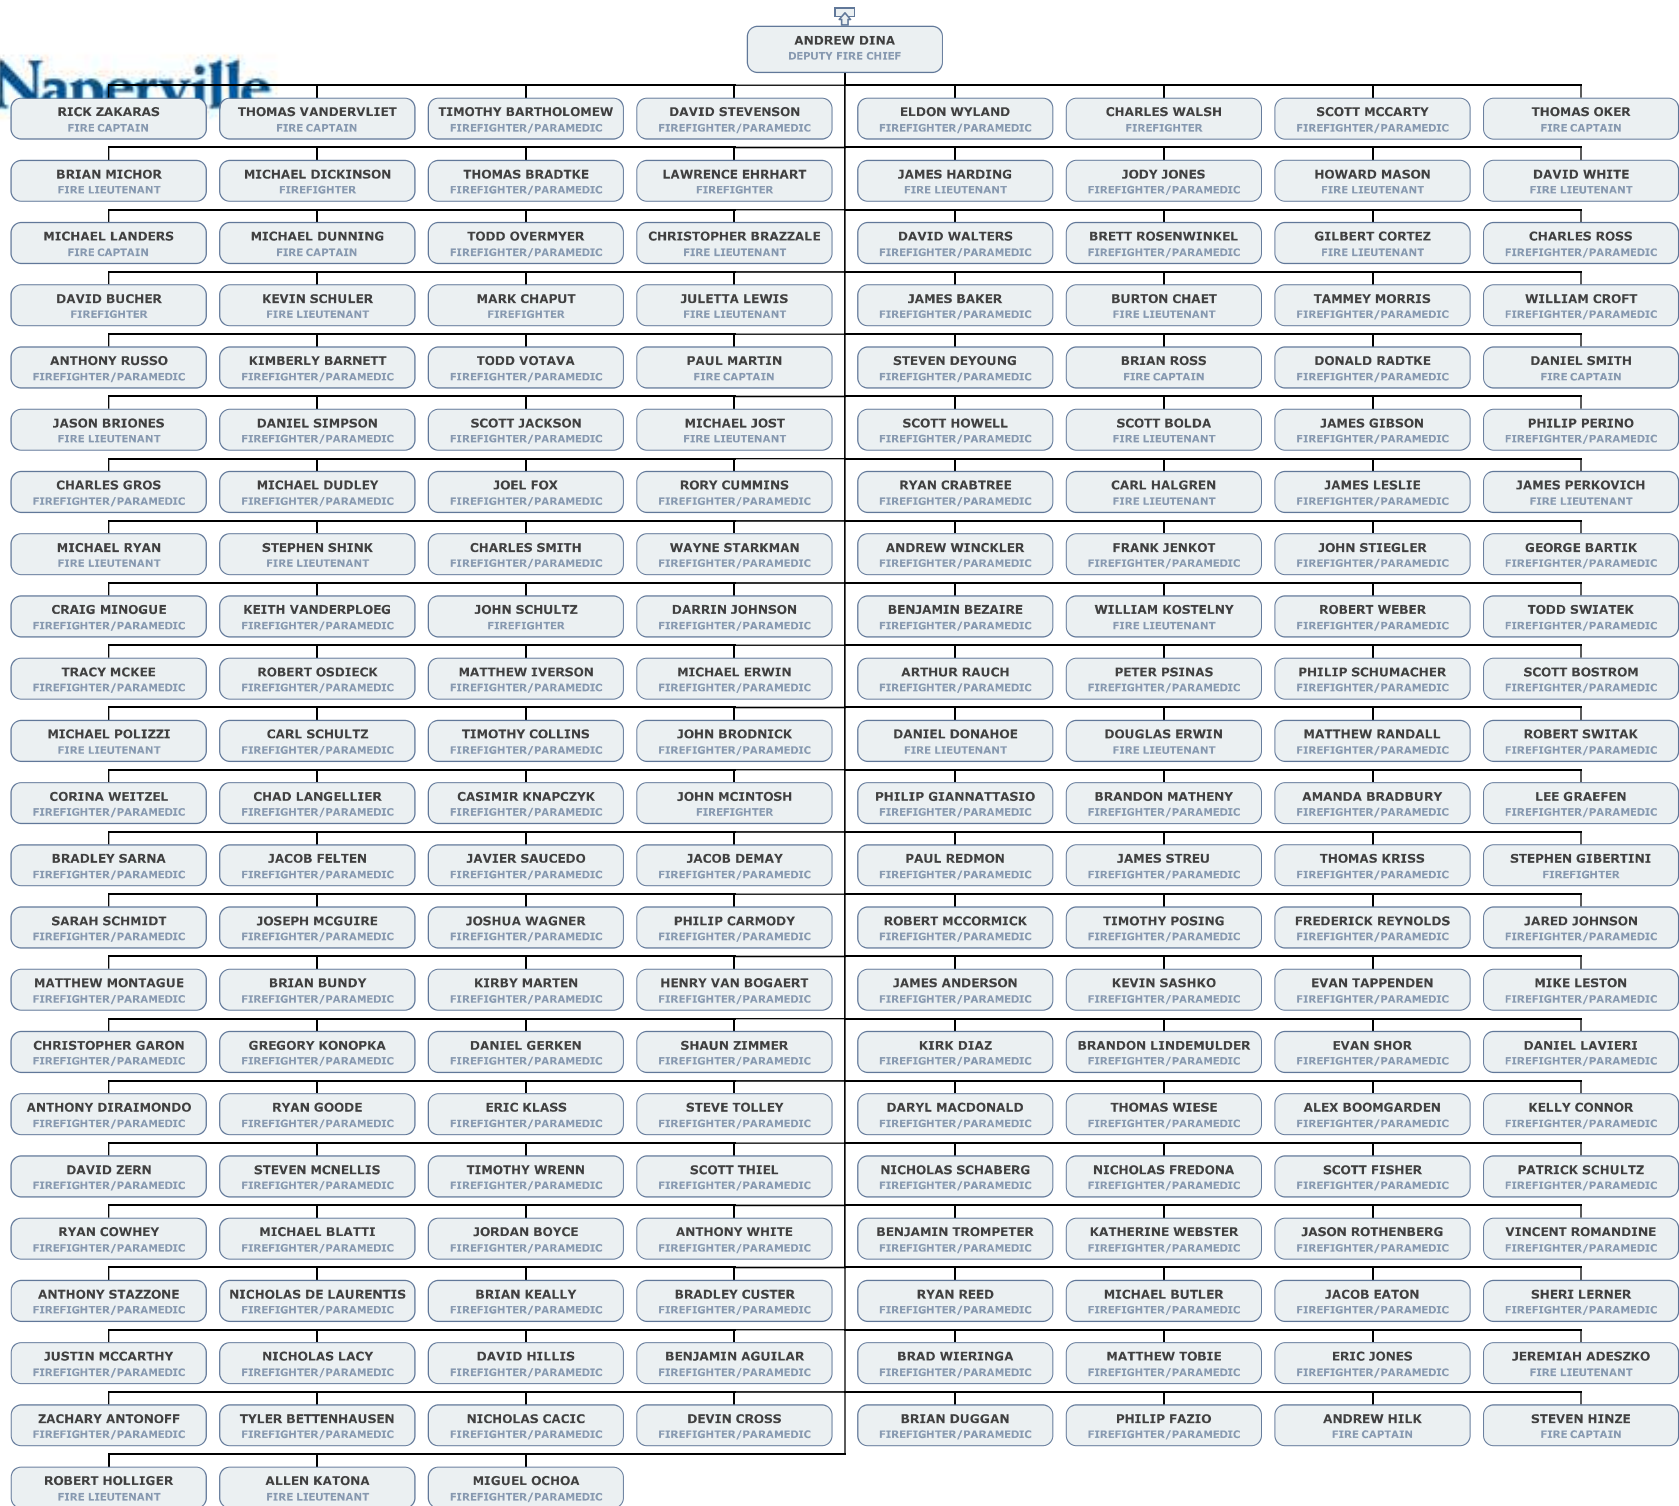 ANDREW DINA
DEPUTY FIRE CHIEF
Naperville
RICK ZAKARAS
FIRE CAPTAIN
THOMAS VANDERVLIET
FIRE CAPTAIN
TIMOTHY BARTHOLOMEW
FIREFIGHTER/PARAMEDIC
DAVID STEVENSON
FIREFIGHTER/PARAMEDIC
ELDON WYLAND
FIREFIGHTER/PARAMEDIC
CHARLES WALSH
FIREFIGHTER
SCOTT MCCARTY
FIREFIGHTER/PARAMEDIC
THOMAS OKER
FIRE CAPTAIN
BRIAN MICHOR
FIRE LIEUTENANT
MICHAEL DICKINSON
FIREFIGHTER
THOMAS BRADTKE
FIREFIGHTER/PARAMEDIC
LAWRENCE EHRHART
FIREFIGHTER
JAMES HARDING
FIRE LIEUTENANT
JODY JONES
FIREFIGHTER/PARAMEDIC
HOWARD MASON
FIRE LIEUTENANT
DAVID WHITE
FIRE LIEUTENANT
MICHAEL LANDERS
FIRE CAPTAIN
MICHAEL DUNNING
FIRE CAPTAIN
TODD OVERMYER
FIREFIGHTER/PARAMEDIC
CHRISTOPHER BRAZZALE
FIRE LIEUTENANT
DAVID WALTERS
FIREFIGHTER/PARAMEDIC
BRETT ROSENWINKEL
FIREFIGHTER/PARAMEDIC
GILBERT CORTEZ
FIRE LIEUTENANT
CHARLES ROSS
FIREFIGHTER/PARAMEDIC
DAVID BUCHER
FIREFIGHTER
KEVIN SCHULER
FIRE LIEUTENANT
MARK CHAPUT
FIREFIGHTER
JULETTA LEWIS
FIRE LIEUTENANT
JAMES BAKER
FIREFIGHTER/PARAMEDIC
BURTON CHAET
FIRE LIEUTENANT
TAMMEY MORRIS
FIREFIGHTER/PARAMEDIC
WILLIAM CROFT
FIREFIGHTER/PARAMEDIC
ANTHONY RUSSO
FIREFIGHTER/PARAMEDIC
KIMBERLY BARNETT
FIREFIGHTER/PARAMEDIC
TODD VOTAVA
FIREFIGHTER/PARAMEDIC
PAUL MARTIN
FIRE CAPTAIN
STEVEN DEYOUNG
FIREFIGHTER/PARAMEDIC
BRIAN ROSS
FIRE CAPTAIN
DONALD RADTKE
FIREFIGHTER/PARAMEDIC
DANIEL SMITH
FIRE CAPTAIN
JASON BRIONES
FIRE LIEUTENANT
DANIEL SIMPSON
FIREFIGHTER/PARAMEDIC
SCOTT JACKSON
FIREFIGHTER/PARAMEDIC
MICHAEL JOST
FIRE LIEUTENANT
SCOTT HOWELL
FIREFIGHTER/PARAMEDIC
SCOTT BOLDA
FIRE LIEUTENANT
JAMES GIBSON
FIREFIGHTER/PARAMEDIC
PHILIP PERINO
FIREFIGHTER/PARAMEDIC
CHARLES GROS
FIREFIGHTER/PARAMEDIC
MICHAEL DUDLEY
FIREFIGHTER/PARAMEDIC
JOEL FOX
FIREFIGHTER/PARAMEDIC
RORY CUMMINS
FIREFIGHTER/PARAMEDIC
RYAN CRABTREE
FIREFIGHTER/PARAMEDIC
CARL HALGREN
FIRE LIEUTENANT
JAMES LESLIE
FIREFIGHTER/PARAMEDIC
JAMES PERKOVICH
FIRE LIEUTENANT
MICHAEL RYAN
FIRE LIEUTENANT
STEPHEN SHINK
FIRE LIEUTENANT
CHARLES SMITH
FIREFIGHTER/PARAMEDIC
WAYNE STARKMAN
FIREFIGHTER/PARAMEDIC
ANDREW WINCKLER
FIREFIGHTER/PARAMEDIC
FRANK JENKOT
FIREFIGHTER/PARAMEDIC
JOHN STIEGLER
FIREFIGHTER/PARAMEDIC
GEORGE BARTIK
FIREFIGHTER/PARAMEDIC
CRAIG MINOGUE
FIREFIGHTER/PARAMEDIC
KEITH VANDERPLOEG
FIREFIGHTER/PARAMEDIC
JOHN SCHULTZ
FIREFIGHTER
DARRIN JOHNSON
FIREFIGHTER/PARAMEDIC
BENJAMIN BEZAIRE
FIREFIGHTER/PARAMEDIC
WILLIAM KOSTELNY
FIRE LIEUTENANT
ROBERT WEBER
FIREFIGHTER/PARAMEDIC
TODD SWIATEK
FIREFIGHTER/PARAMEDIC
TRACY MCKEE
FIREFIGHTER/PARAMEDIC
ROBERT OSDIECK
FIREFIGHTER/PARAMEDIC
MATTHEW IVERSON
FIREFIGHTER/PARAMEDIC
MICHAEL ERWIN
FIREFIGHTER/PARAMEDIC
ARTHUR RAUCH
FIREFIGHTER/PARAMEDIC
PETER PSINAS
FIREFIGHTER/PARAMEDIC
PHILIP SCHUMACHER
FIREFIGHTER/PARAMEDIC
SCOTT BOSTROM
FIREFIGHTER/PARAMEDIC
MICHAEL POLIZZI
FIRE LIEUTENANT
CARL SCHULTZ
FIREFIGHTER/PARAMEDIC
TIMOTHY COLLINS
FIREFIGHTER/PARAMEDIC
JOHN BRODNICK
FIREFIGHTER/PARAMEDIC
DANIEL DONAHOE
FIRE LIEUTENANT
DOUGLAS ERWIN
FIRE LIEUTENANT
MATTHEW RANDALL
FIREFIGHTER/PARAMEDIC
ROBERT SWITAK
FIREFIGHTER/PARAMEDIC
CORINA WEITZEL
FIREFIGHTER/PARAMEDIC
CHAD LANGELLIER
FIREFIGHTER/PARAMEDIC
CASIMIR KNAPCZYK
FIREFIGHTER/PARAMEDIC
JOHN MCINTOSH
FIREFIGHTER
PHILIP GIANNATTASIO
FIREFIGHTER/PARAMEDIC
BRANDON MATHENY
FIREFIGHTER/PARAMEDIC
AMANDA BRADBURY
FIREFIGHTER/PARAMEDIC
LEE GRAEFEN
FIREFIGHTER/PARAMEDIC
BRADLEY SARNA
FIREFIGHTER/PARAMEDIC
JACOB FELTEN
FIREFIGHTER/PARAMEDIC
JAVIER SAUCEDO
FIREFIGHTER/PARAMEDIC
JACOB DEMAY
FIREFIGHTER/PARAMEDIC
PAUL REDMON
FIREFIGHTER/PARAMEDIC
JAMES STREU
FIREFIGHTER/PARAMEDIC
THOMAS KRISS
FIREFIGHTER/PARAMEDIC
STEPHEN GIBERTINI
FIREFIGHTER
SARAH SCHMIDT
FIREFIGHTER/PARAMEDIC
JOSEPH MCGUIRE
FIREFIGHTER/PARAMEDIC
JOSHUA WAGNER
FIREFIGHTER/PARAMEDIC
PHILIP CARMODY
FIREFIGHTER/PARAMEDIC
ROBERT MCCORMICK
FIREFIGHTER/PARAMEDIC
TIMOTHY POSING
FIREFIGHTER/PARAMEDIC
FREDERICK REYNOLDS
FIREFIGHTER/PARAMEDIC
JARED JOHNSON
FIREFIGHTER/PARAMEDIC
MATTHEW MONTAGUE
FIREFIGHTER/PARAMEDIC
BRIAN BUNDY
FIREFIGHTER/PARAMEDIC
KIRBY MARTEN
FIREFIGHTER/PARAMEDIC
HENRY VAN BOGAERT
FIREFIGHTER/PARAMEDIC
JAMES ANDERSON
FIREFIGHTER/PARAMEDIC
KEVIN SASHKO
FIREFIGHTER/PARAMEDIC
EVAN TAPPENDEN
FIREFIGHTER/PARAMEDIC
MIKE LESTON
FIREFIGHTER/PARAMEDIC
CHRISTOPHER GARON
FIREFIGHTER/PARAMEDIC
GREGORY KONOPKA
FIREFIGHTER/PARAMEDIC
DANIEL GERKEN
FIREFIGHTER/PARAMEDIC
SHAUN ZIMMER
FIREFIGHTER/PARAMEDIC
KIRK DIAZ
FIREFIGHTER/PARAMEDIC
BRANDON LINDEMULDER
FIREFIGHTER/PARAMEDIC
EVAN SHOR
FIREFIGHTER/PARAMEDIC
DANIEL LAVIERI
FIREFIGHTER/PARAMEDIC
ANTHONY DIRAIMONDO
FIREFIGHTER/PARAMEDIC
RYAN GOODE
FIREFIGHTER/PARAMEDIC
ERIC KLASS
FIREFIGHTER/PARAMEDIC
STEVE TOLLEY
FIREFIGHTER/PARAMEDIC
DARYL MACDONALD
FIREFIGHTER/PARAMEDIC
THOMAS WIESE
FIREFIGHTER/PARAMEDIC
ALEX BOOMGARDEN
FIREFIGHTER/PARAMEDIC
KELLY CONNOR
FIREFIGHTER/PARAMEDIC
DAVID ZERN
FIREFIGHTER/PARAMEDIC
STEVEN MCNELLIS
FIREFIGHTER/PARAMEDIC
TIMOTHY WRENN
FIREFIGHTER/PARAMEDIC
SCOTT THIEL
FIREFIGHTER/PARAMEDIC
NICHOLAS SCHABERG
FIREFIGHTER/PARAMEDIC
NICHOLAS FREDONA
FIREFIGHTER/PARAMEDIC
SCOTT FISHER
FIREFIGHTER/PARAMEDIC
PATRICK SCHULTZ
FIREFIGHTER/PARAMEDIC
RYAN COWHEY
FIREFIGHTER/PARAMEDIC
MICHAEL BLATTI
FIREFIGHTER/PARAMEDIC
JORDAN BOYCE
FIREFIGHTER/PARAMEDIC
ANTHONY WHITE
FIREFIGHTER/PARAMEDIC
BENJAMIN TROMPETER
FIREFIGHTER/PARAMEDIC
KATHERINE WEBSTER
FIREFIGHTER/PARAMEDIC
JASON ROTHENBERG
FIREFIGHTER/PARAMEDIC
VINCENT ROMANDINE
FIREFIGHTER/PARAMEDIC
ANTHONY STAZZONE
FIREFIGHTER/PARAMEDIC
NICHOLAS DE LAURENTIS
FIREFIGHTER/PARAMEDIC
BRIAN KEALLY
FIREFIGHTER/PARAMEDIC
BRADLEY CUSTER
FIREFIGHTER/PARAMEDIC
RYAN REED
FIREFIGHTER/PARAMEDIC
MICHAEL BUTLER
FIREFIGHTER/PARAMEDIC
JACOB EATON
FIREFIGHTER/PARAMEDIC
SHERI LERNER
FIREFIGHTER/PARAMEDIC
JUSTIN MCCARTHY
FIREFIGHTER/PARAMEDIC
NICHOLAS LACY
FIREFIGHTER/PARAMEDIC
DAVID HILLIS
FIREFIGHTER/PARAMEDIC
BENJAMIN AGUILAR
FIREFIGHTER/PARAMEDIC
BRAD WIERINGA
FIREFIGHTER/PARAMEDIC
MATTHEW TOBIE
FIREFIGHTER/PARAMEDIC
ERIC JONES
FIREFIGHTER/PARAMEDIC
JEREMIAH ADESZKO
FIRE LIEUTENANT
ZACHARY ANTONOFF
FIREFIGHTER/PARAMEDIC
TYLER BETTENHAUSEN
FIREFIGHTER/PARAMEDIC
NICHOLAS CACIC
FIREFIGHTER/PARAMEDIC
DEVIN CROSS
FIREFIGHTER/PARAMEDIC
BRIAN DUGGAN
FIREFIGHTER/PARAMEDIC
PHILIP FAZIO
FIREFIGHTER/PARAMEDIC
ANDREW HILK
FIRE CAPTAIN
STEVEN HINZE
FIRE CAPTAIN
ROBERT HOLLIGER
FIRE LIEUTENANT
ALLEN KATONA
FIRE LIEUTENANT
MIGUEL OCHOA
FIREFIGHTER/PARAMEDIC